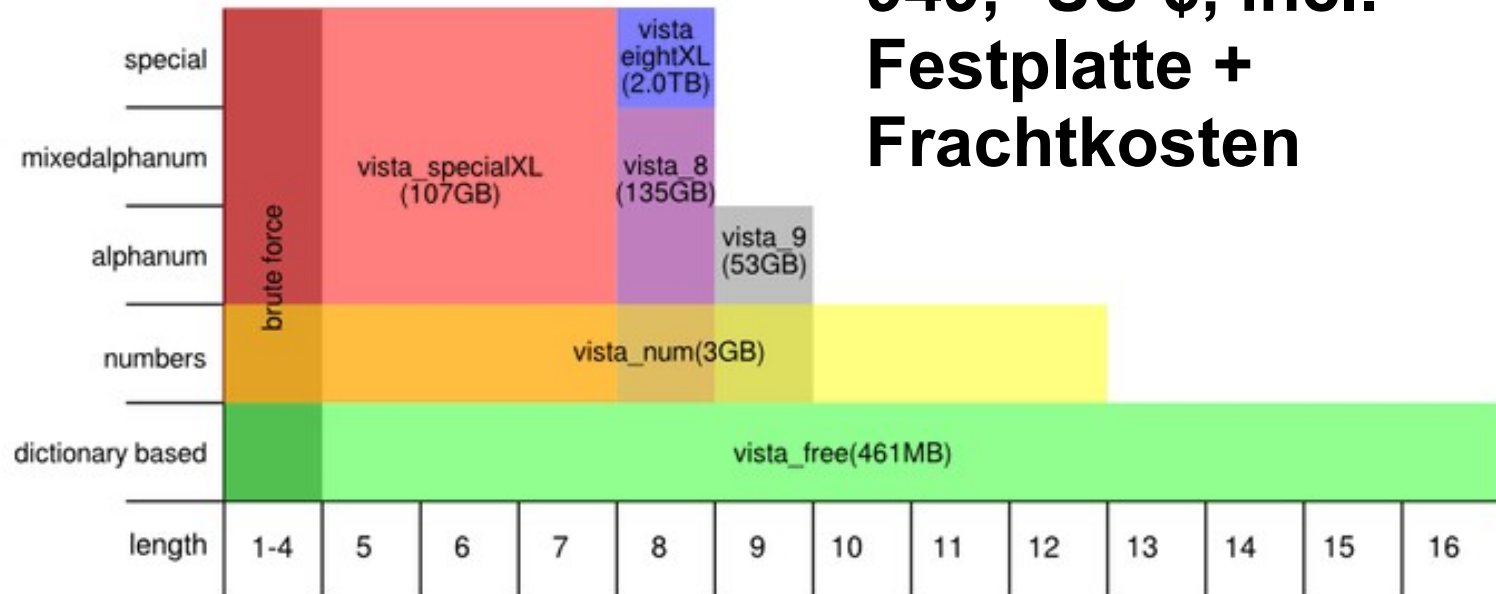 Festplatte +
Frachtkosten
special
mixedalphanum
alphanum
numbers
dictionary based
length
brute force
vista_specialXL
(107GB)
vista
eightXL
(2.0TB)
vista_8
(135GB)
vista_9
(53GB)
vista_num(3GB)
vista_free(461MB)
1-4 5 6 7 8 9 10 11 12 13 14 15 16